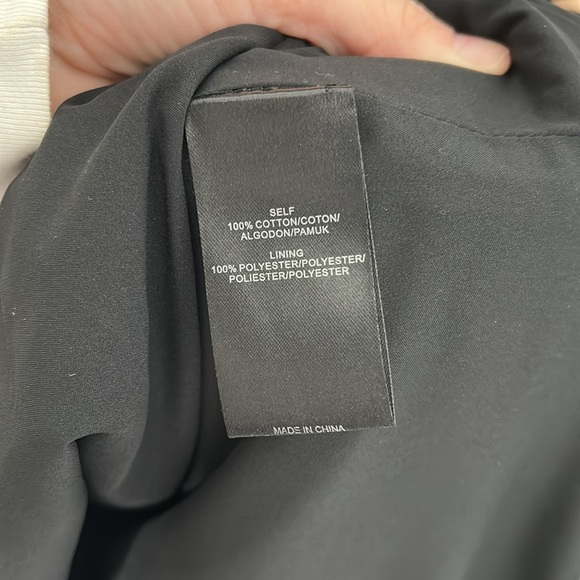 SELF
100% COTTON/COTON/
ALGODON/PAMUK
LINING
100% POLYESTER/POLYESTER/
POLIESTER/POLYESTER
MADE IN CHINA